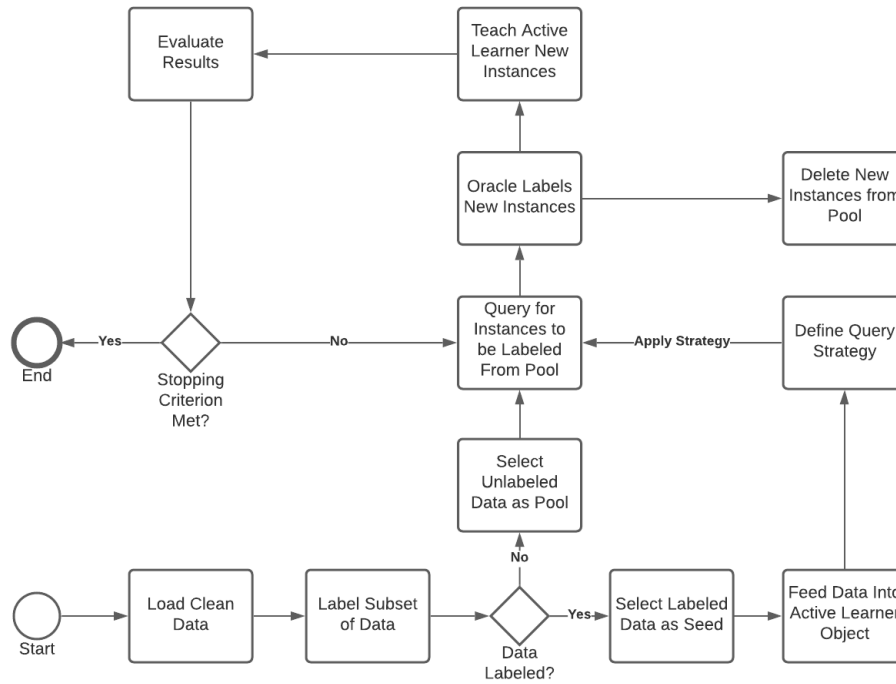 Evaluate
Results
Teach Active
Learner New
Instances
Oracle Labels
New Instances
Delete New
Instances from
Pool
End
Yes
Stopping
Criterion
Met?
No
Query for
Instances to
be Labeled
From Pool
Apply Strategy
Define Query
Strategy
Select
Unlabeled
Data as Pool
No
Start
Load Clean
Data
Label Subset
of Data
Data
Labeled?
Yes
Select Labeled
Data as Seed
Feed Data Into
Active Learner
Object